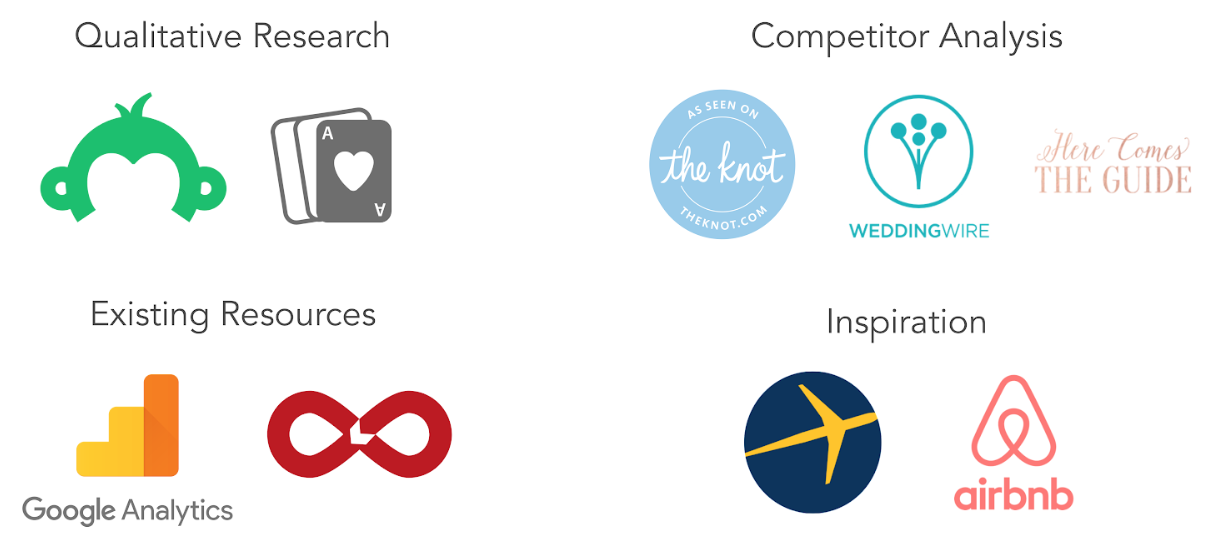 Qualitative Research
Competitor Analysis
A
A
AS SEEN ON
the knot
THEKNOT.COM
WEDDINGWIRE
Here Comes
THE GUIDE
Existing Resources
Inspiration
Google Analytics
airbnb